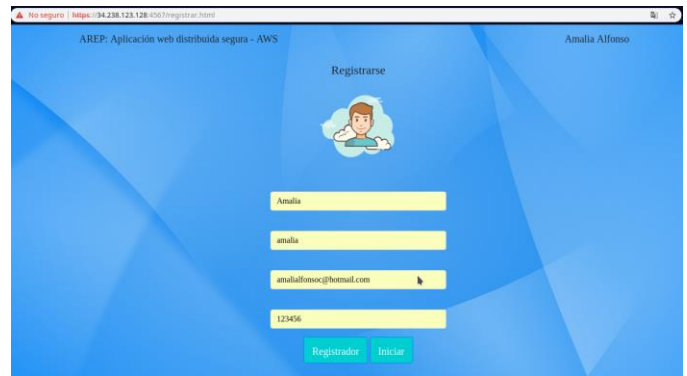 No seguro | https://34.238.123.128:4567/registrar.html
AREP: Aplicación web distribuida segura - AWS Amalia Alfonso
Registrarse
Amalia
amalia
amalialfonsoc@hotmail.com
123456
Registrador Iniciar